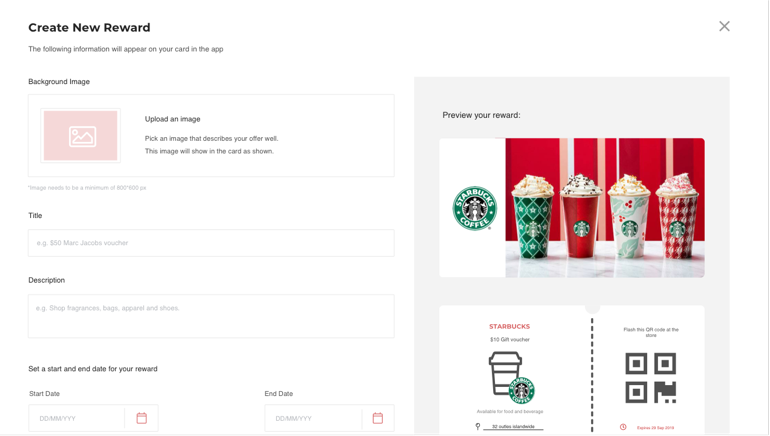 Create New Reward
The following information will appear on your card in the app
Background Image
Upload an image
Pick an image that describes your offer well.
This image will show in the card as shown.
*Image needs to be a minimum of 800*600 px
Title
e.g. $50 Marc Jacobs voucher
Description
e.g. Shop fragrances, bags, apparel and shoes.
Set a start and end date for your reward
Start Date
End Date
DD/MM/YYY
DD/MM/YYY
Preview your reward:
STARBUCKS
COFFEE
STARBUCKS
$10 Gift voucher
Available for food and beverage
32 outles islandwide
Flash this QR code at the
store
Expires 28 Sep 2019